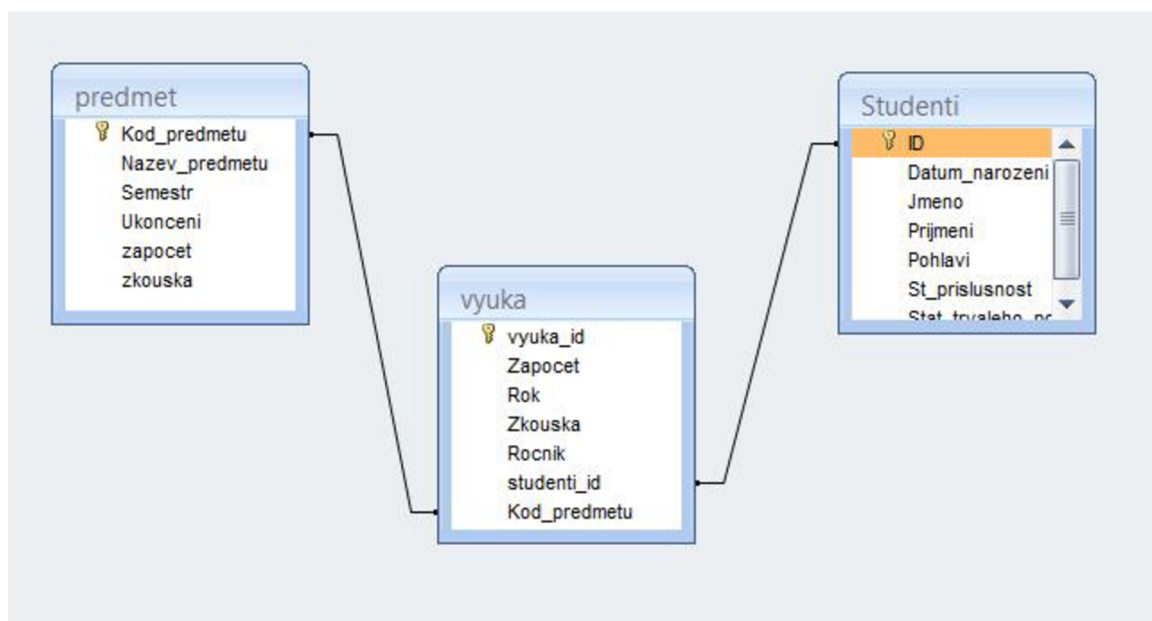 predmet
Kod_predmetu
Nazev_predmetu
Semestr
Ukonceni
zapocet
zkouska
vyuka
vyuka_id
Zapocet
Rok
Zkouska
Rocnik
studenti_id
Kod_predmetu
Studenti
ID
Datum_narozeni
Jmeno
Prijmeni
Pohlavi
St_prislusnost
Stat_trvaleho